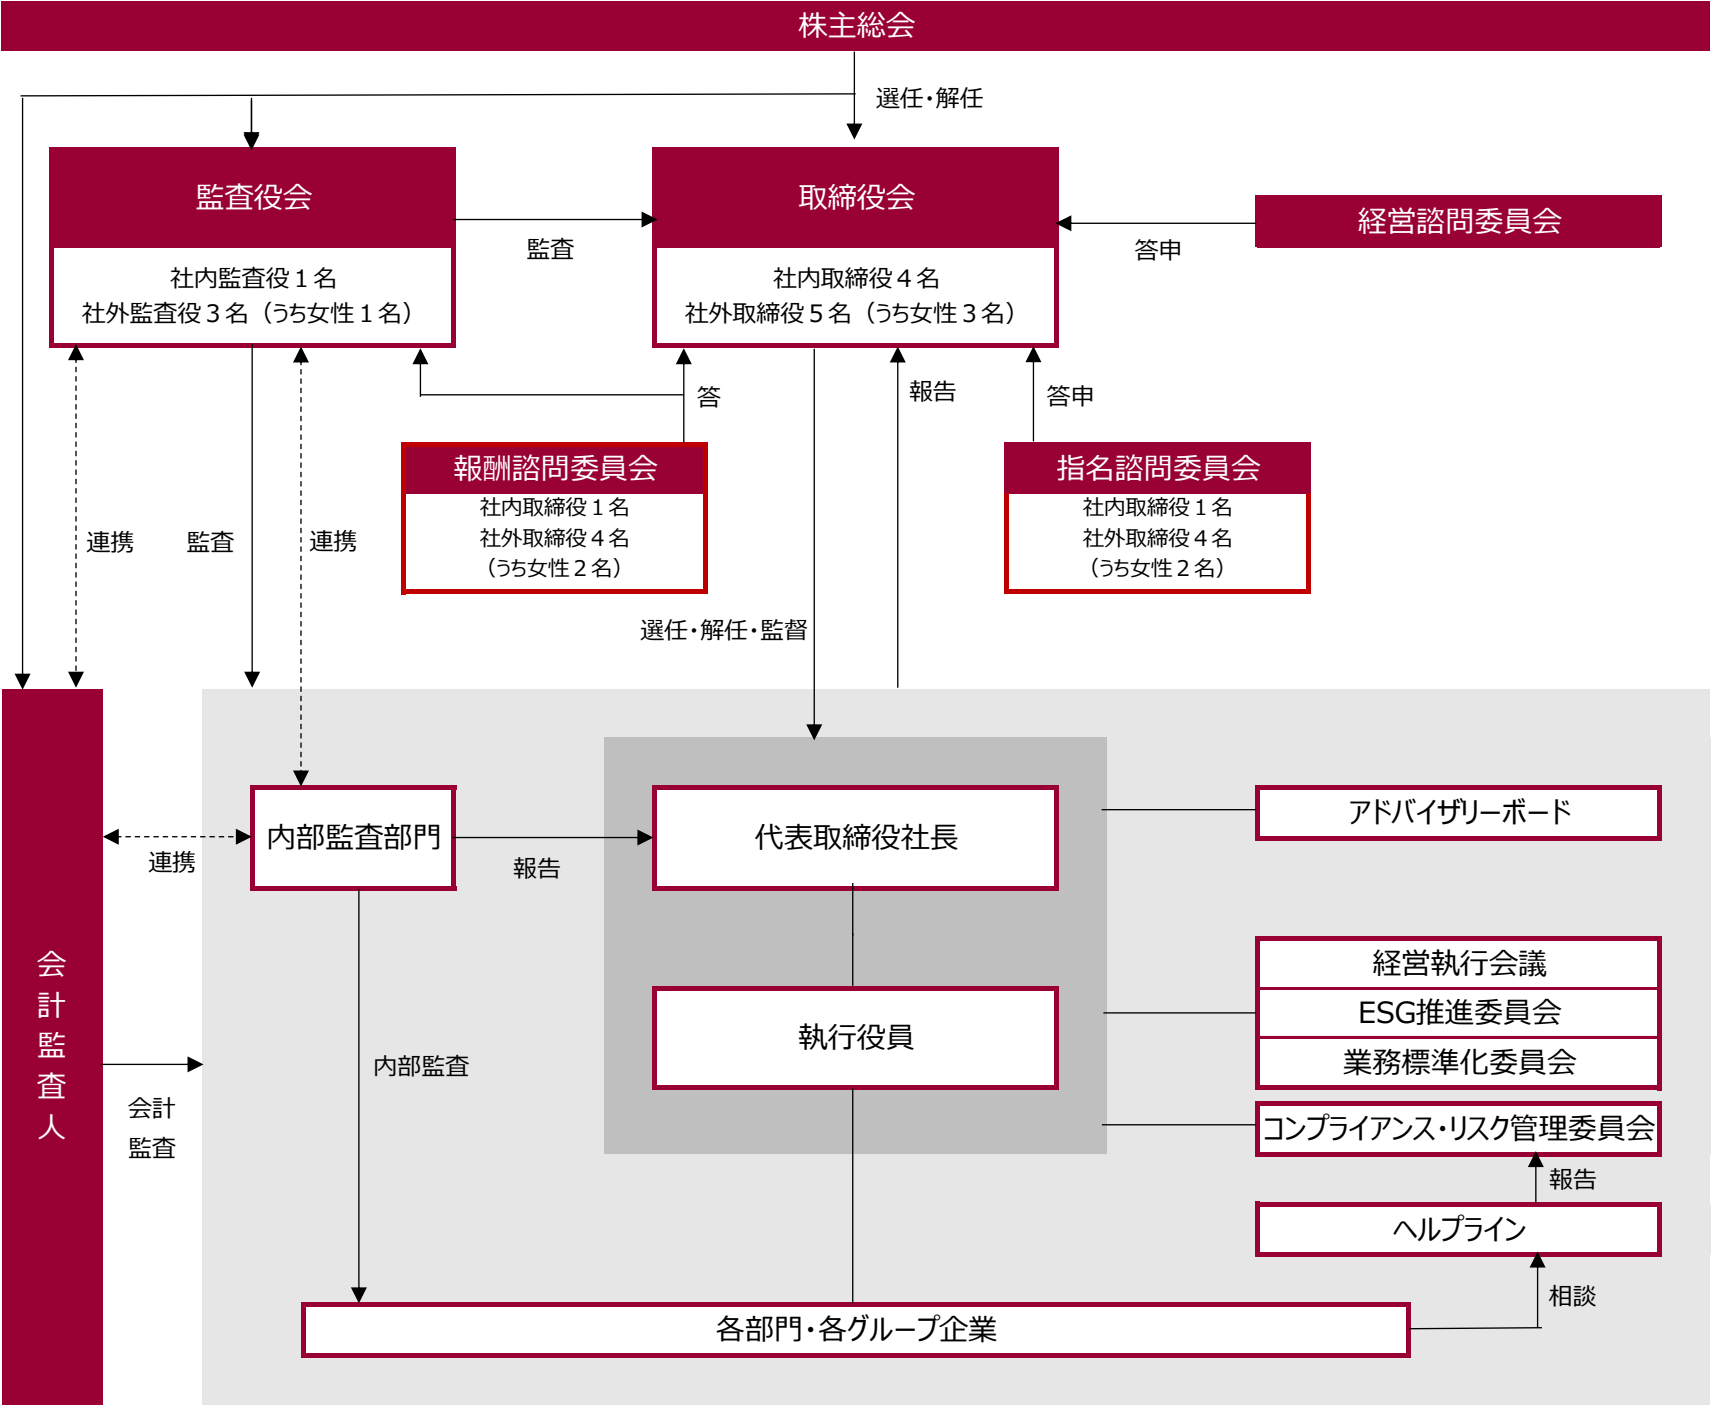 株主総会
選任・解任
監査役会
取締役会
経営諮問委員会
監査
答申
社内監査役１名
社外監査役３名（うち女性１名）
社内取締役４名
社外取締役５名（うち女性３名）
答
報告
答申
報酬諮問委員会
社内取締役１名
社外取締役４名
（うち女性２名）
指名諮問委員会
社内取締役１名
社外取締役４名
（うち女性２名）
連携
監査
連携
選任・解任・監督
内部監査部門
代表取締役社長
アドバイザリーボード
連携
報告
会計監査人
経営執行会議
ESG推進委員会
業務標準化委員会
執行役員
内部監査
会計
監査
コンプライアンス・リスク管理委員会
報告
ヘルプライン
相談
各部門・各グループ企業